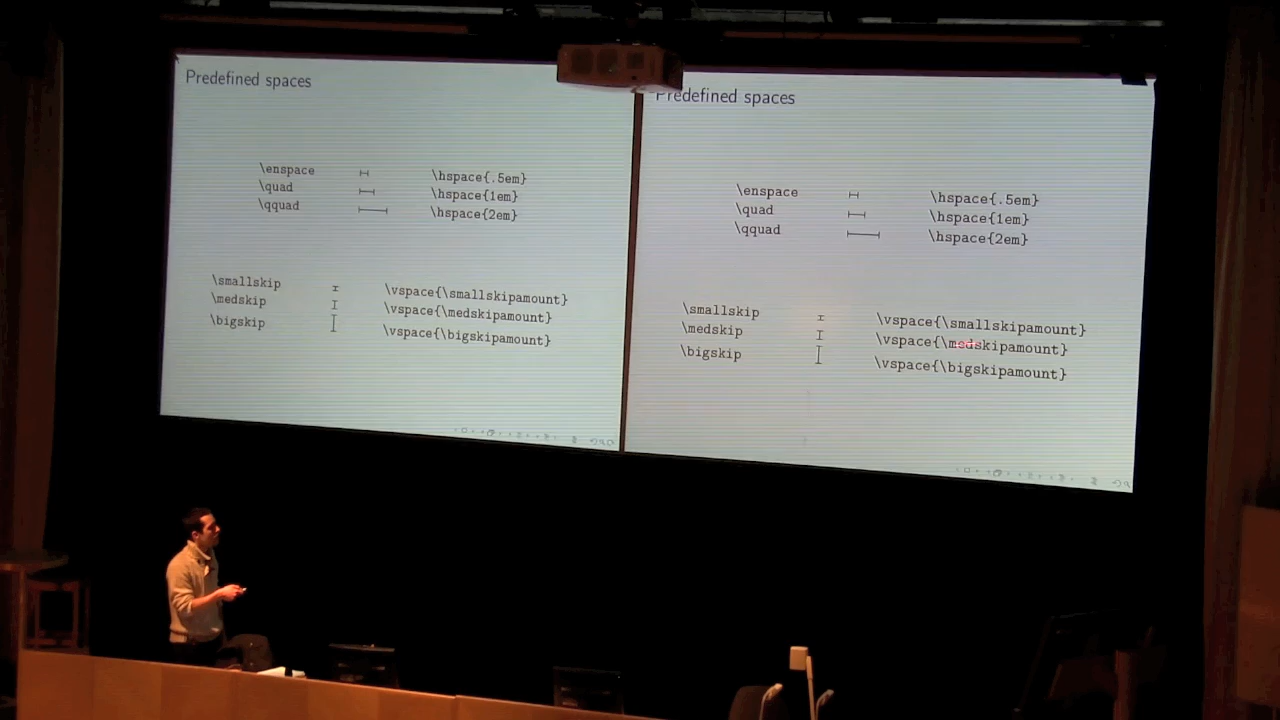 Predefined spaces
\enspace \hspace{.5em}
\quad \hspace{1em}
\qquad \hspace{2em}
\smallskip \vspace{\smallskipamount}
\medskip \vspace{\medskipamount}
\bigskip \vspace{\bigskipamount}
Predefined spaces
\enspace \hspace{.5em}
\quad \hspace{1em}
\qquad \hspace{2em}
\smallskip \vspace{\smallskipamount}
\medskip \vspace{\medskipamount}
\bigskip \vspace{\bigskipamount}